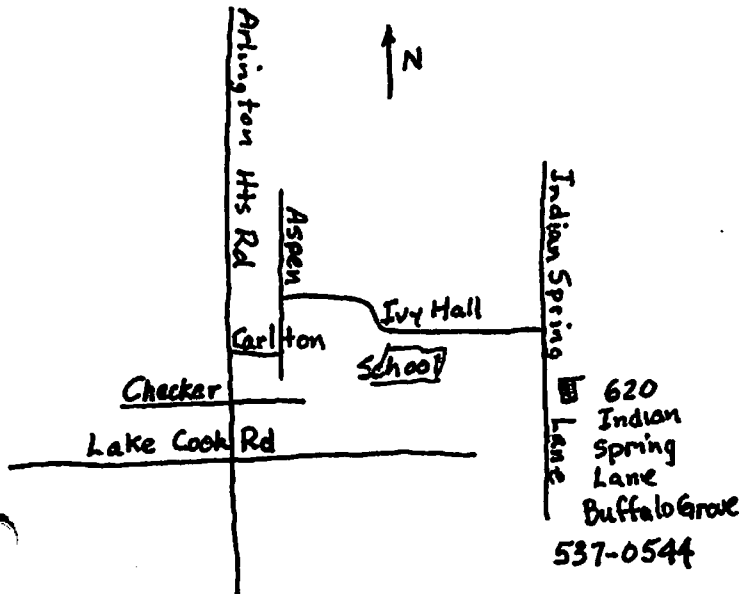 Arlington Hts Rd
N
Aspen
Indian Spring Lane
Ivy Hall
Carlton
School
Checker
620
Indian
Spring
Lane
Buffalo Grove
Lake Cook Rd
537-0544